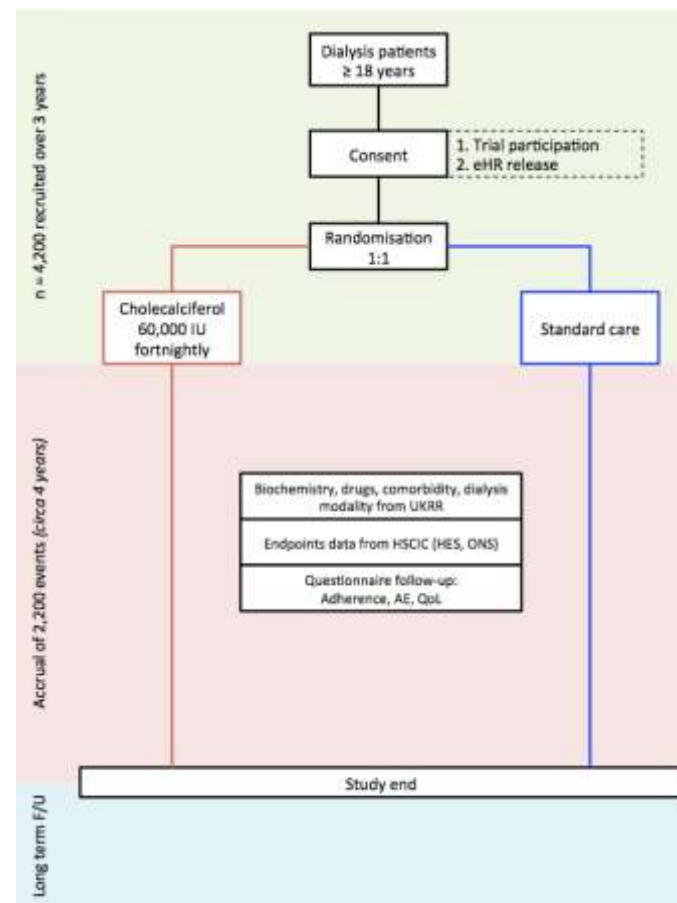 Dialysis patients
≥ 18 years
Consent
1. Trial participation
2. eHR release
Randomisation
1:1
n = 4,200 recruited over 3 years
Cholecalciferol
60,000 IU
fortnightly
Standard care
Biochemistry, drugs, comorbidity, dialysis
modality from UKRR
Endpoints data from HSCIC (HES, ONS)
Questionnaire follow-up:
Adherence, AE, QoL
Accrual of 2,200 events (circa 4 years)
Study end
Long term F/U